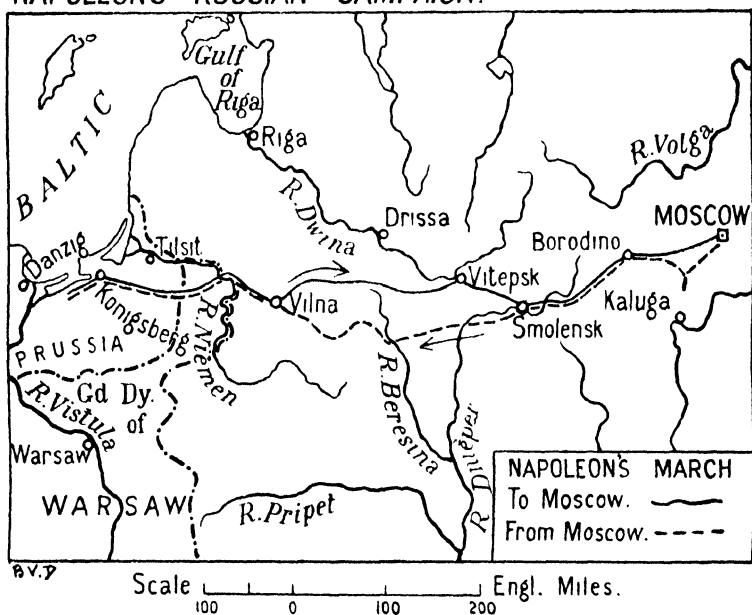 NAPOLEON'S RUSSIAN CAMPAIGN.
Gulf
of
Riga
BALTIC
Riga
R. Volga
R. Dwina
Drissa
MOSCOW
Borodino
Danzig
Tilsit
Vitepsk
Konigsberg
Vilna
Kaluga
Smolensk
R. Niemen
PRUSSIA
Gd Dy.
of
WARSAW
R. Vistula
Warsaw
R. Beresina
R. Dnieper
R. Pripet
NAPOLEON'S MARCH
To Moscow.
From Moscow.
B.V.D
Scale Engl. Miles.
100 0 100 200